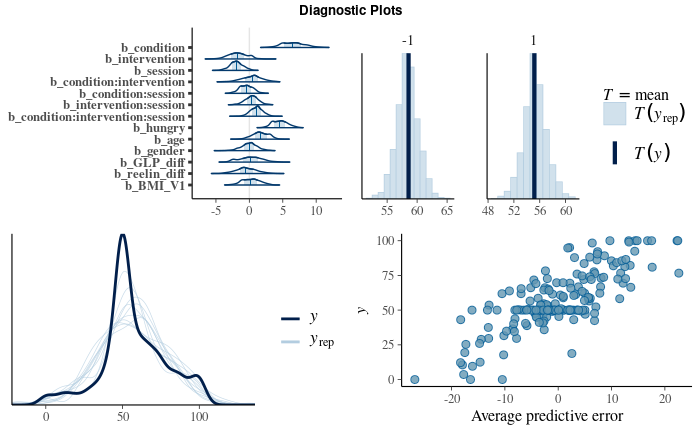 Diagnostic Plots
b_condition
b_intervention
b_session
b_condition:intervention
b_condition:session
b_intervention:session
b_condition:intervention:session
b_hungry
b_age
b_gender
b_GLP_diff
b_reelin_diff
b_BMI_V1
-5 0 5 10
-1
55 60 65
1
48 52 56 60
T = mean
T(yrep)
T(y)
y
yrep
0 50 100
y
100
75
50
25
0
-20 -10 0 10 20
Average predictive error